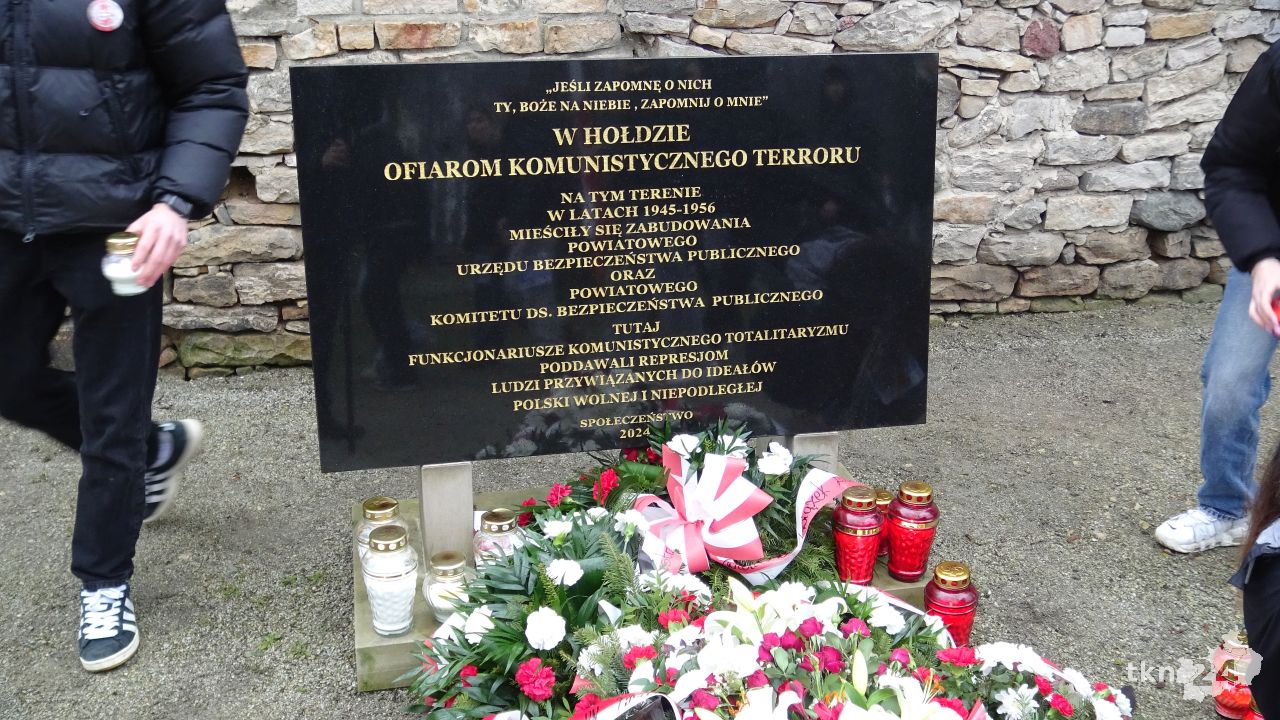 „JEŚLI ZAPOMNĘ O NICH
TY, BOŻE NA NIEBIE , ZAPOMNIJ O MNIE”
W HOŁDZIE
OFIAROM KOMUNISTYCZNEGO TERRORU
NA TYM TERENIE
W LATACH 1945-1956
MIEŚCIŁY SIĘ ZABUDOWANIA
POWIATOWEGO
URZĘDU BEZPIECZEŃSTWA PUBLICZNEGO
ORAZ
POWIATOWEGO
KOMITETU DS. BEZPIECZEŃSTWA PUBLICZNEGO
TUTAJ
FUNKCJONARIUSZE KOMUNISTYCZNEGO TOTALITARYZMU
PODDAWALI REPRESJOM
LUDZI PRZYWIĄZANYCH DO IDEAŁÓW
POLSKI WOLNEJ I NIEPODLEGŁEJ
SPOŁECZEŃSTWO
2024
tkn24